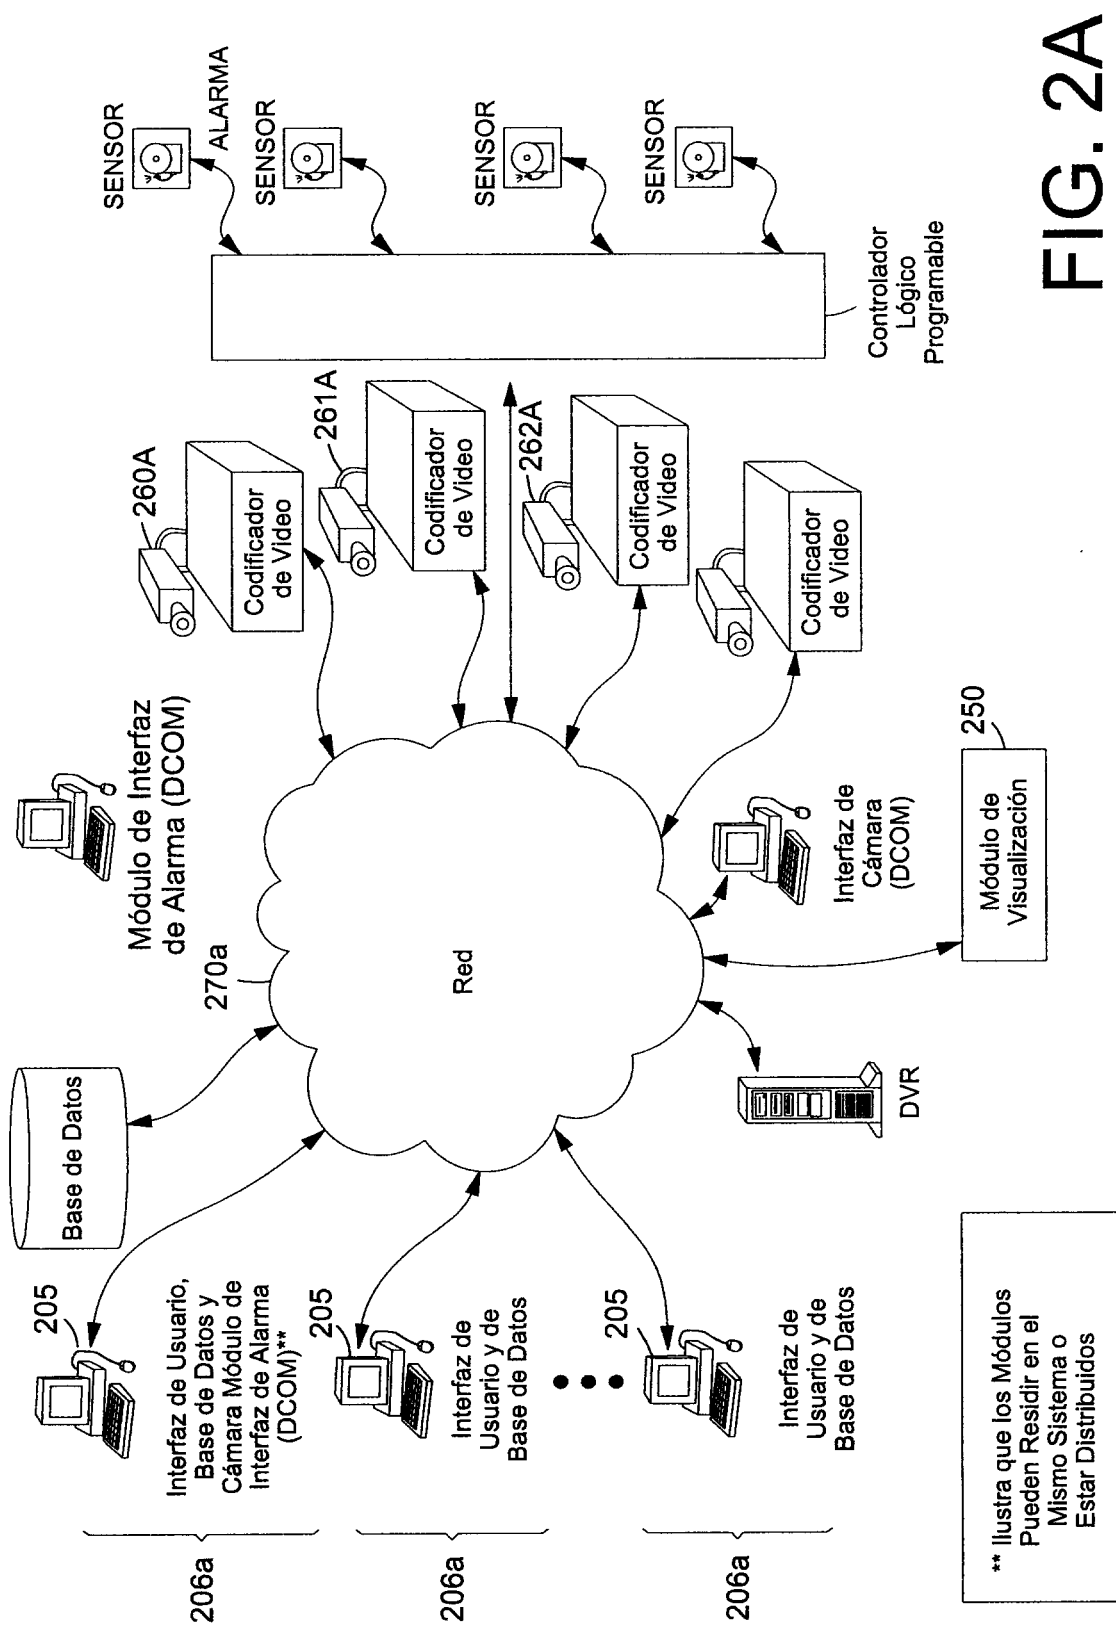 205
Interfaz de Usuario,
Base de Datos y
Cámara Módulo de
Interfaz de Alarma
(DCOM)**
206a
205
Interfaz de
Usuario y de
Base de Datos
206a
205
Interfaz de
Usuario y de
Base de Datos
206a
** Ilustra que los Módulos
Pueden Residir en el
Mismo Sistema o
Estar Distribuidos
Base de Datos
270a
Red
DVR
Módulo de Interfaz
de Alarma (DCOM)
Interfaz de
Cámara
(DCOM)
250
Módulo de
Visualización
260A
Codificador
de Video
261A
Codificador
de Video
262A
Codificador
de Video
Codificador
de Video
Controlador
Lógico
Programable
SENSOR
ALARMA
SENSOR
SENSOR
SENSOR
FIG. 2A